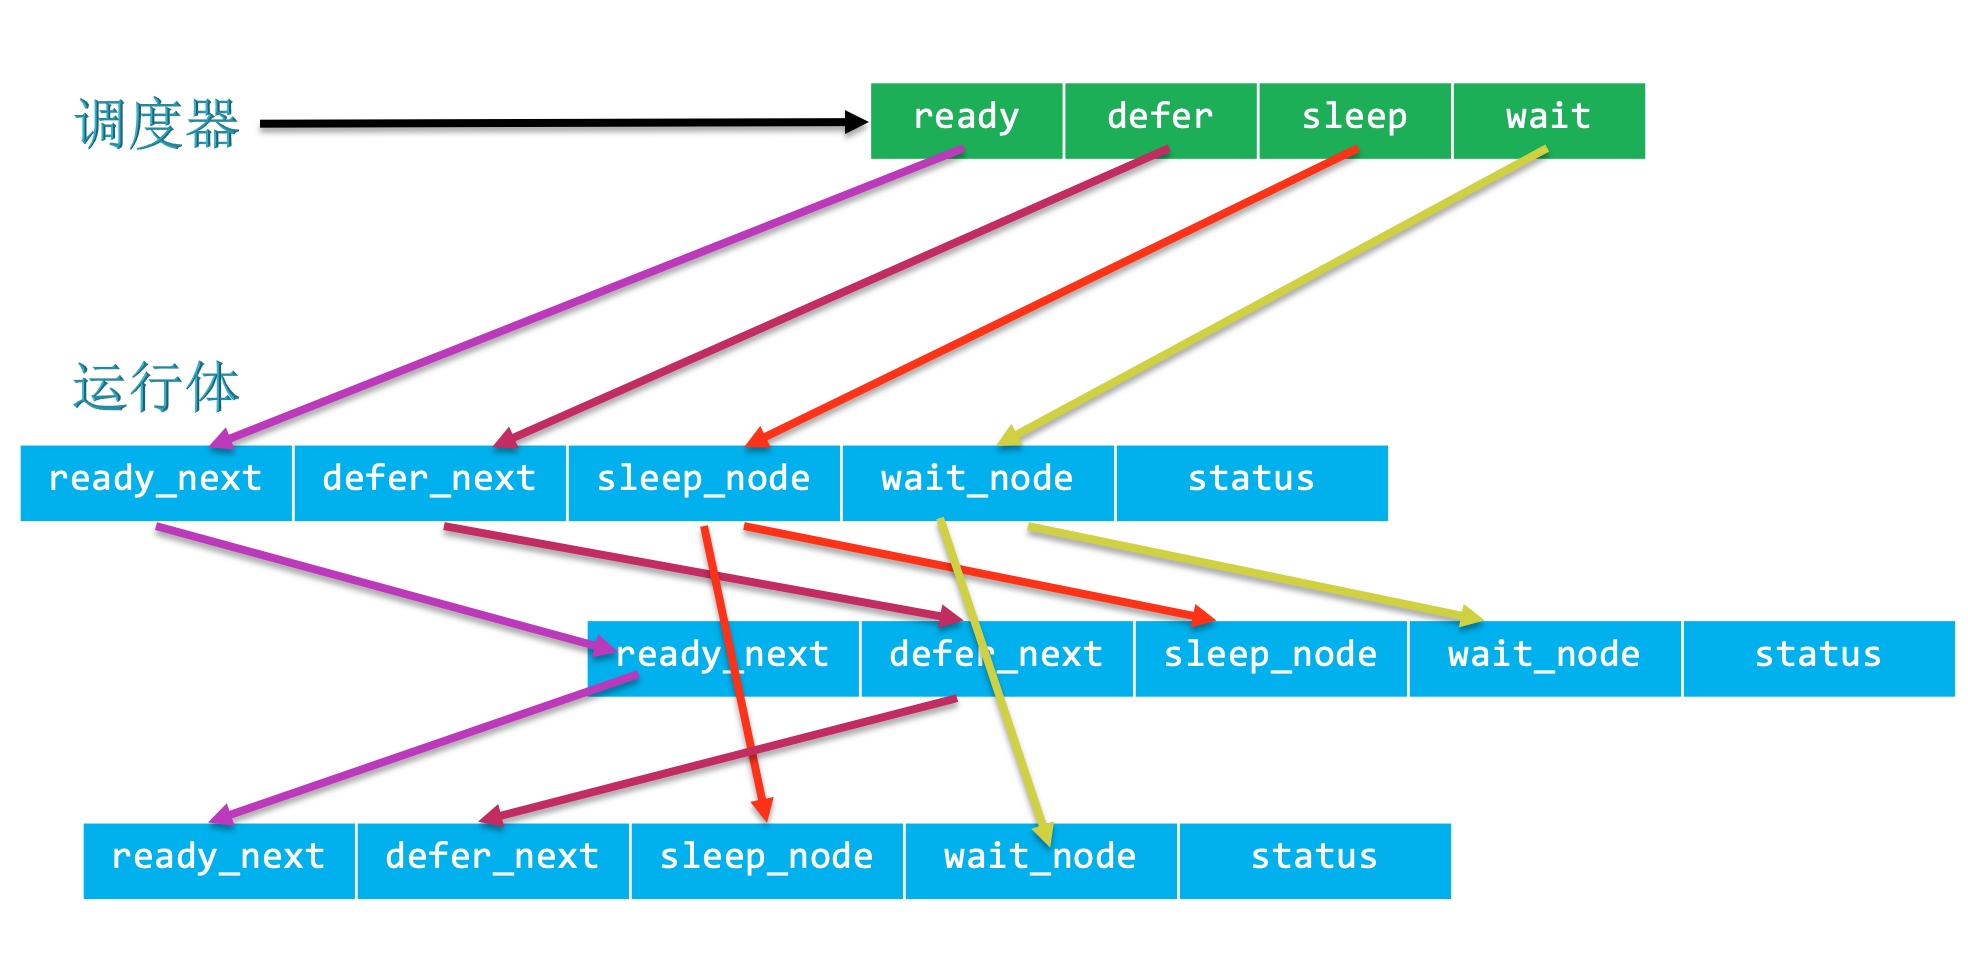 调度器 ready defer sleep wait
运行体
ready_next defer_next sleep_node wait_node status
ready_next defer_next sleep_node wait_node status
ready_next defer_next sleep_node wait_node status